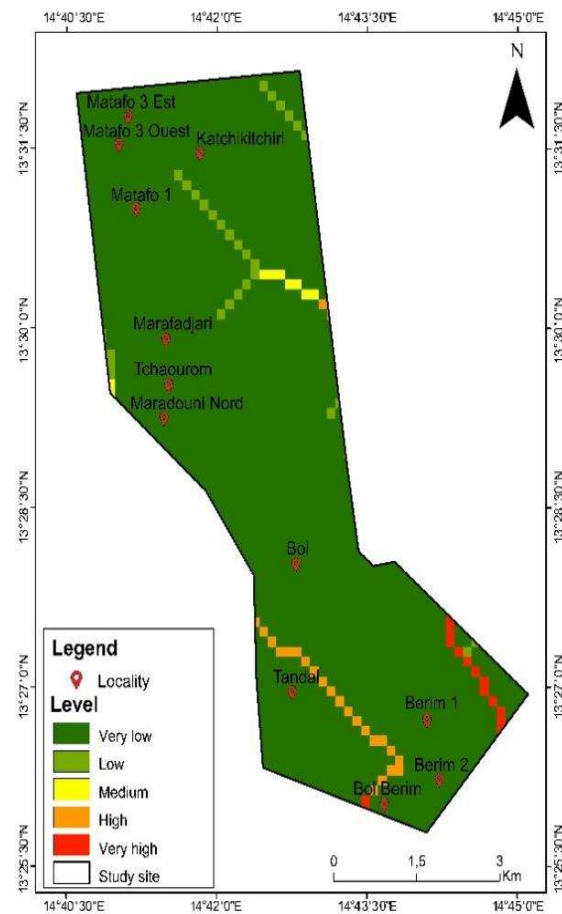 14°40'30"E 14°42'0"E 14°43'30"E 14°45'0"E
N
Matafo 3 Est
Matafo 3 Ouest
Katchikitchiri
13°31'30"N
13°31'30"N
Matafo 1
13°30'0"N
13°30'0"N
Marafadjari
Tchaourom
Maradouni Nord
13°28'30"N
13°28'30"N
Bol
Legend
Locality
Level
Very low
Low
Medium
High
Very high
Study site
13°27'0"N
13°27'0"N
Tandal
Berim 1
Berim 2
Bol Berim
0 1,5 3
Km
13°25'30"N
13°25'30"N
14°40'30"E 14°42'0"E 14°43'30"E 14°45'0"E